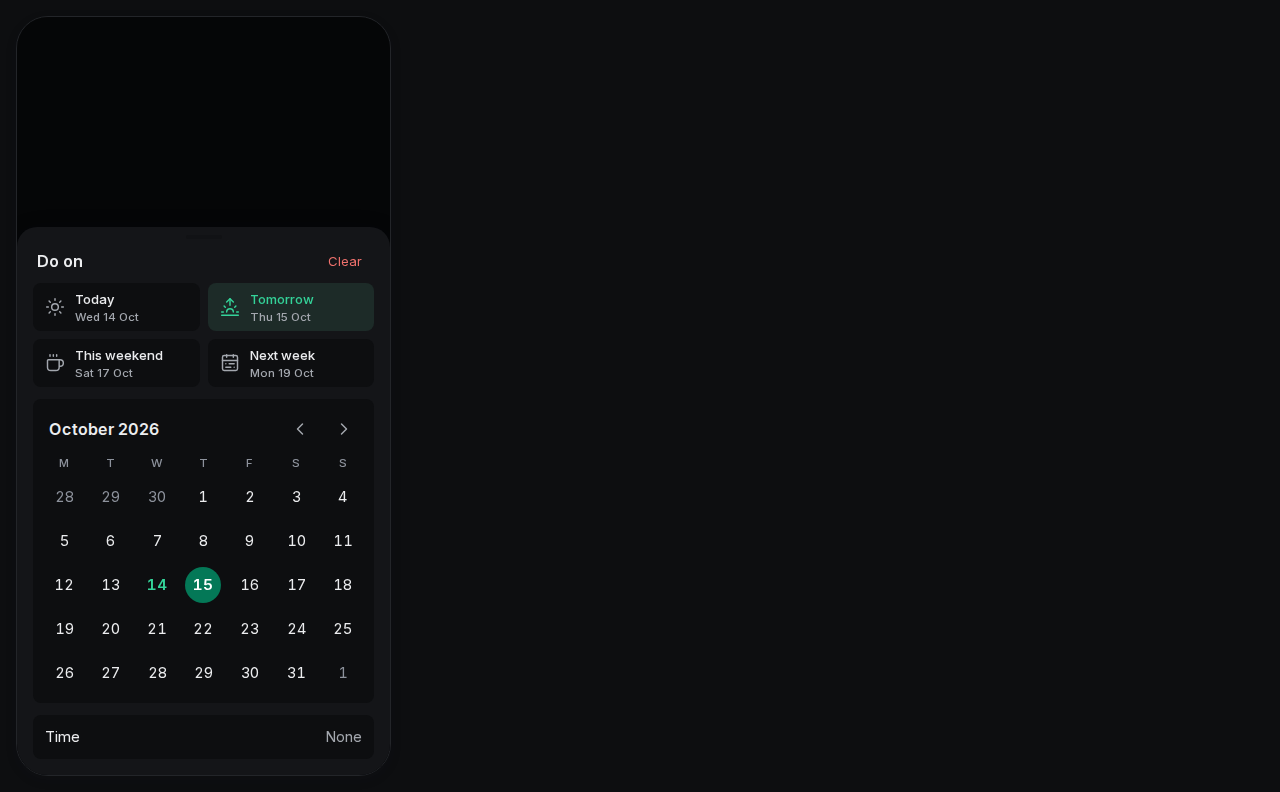 Do on
Clear
Today
Wed 14 Oct
Tomorrow
Thu 15 Oct
This weekend
Sat 17 Oct
Next week
Mon 19 Oct
October 2026
M T W T F S S
28 29 30 1 2 3 4
5 6 7 8 9 10 11
12 13 14 15 16 17 18
19 20 21 22 23 24 25
26 27 28 29 30 31 1
Time None